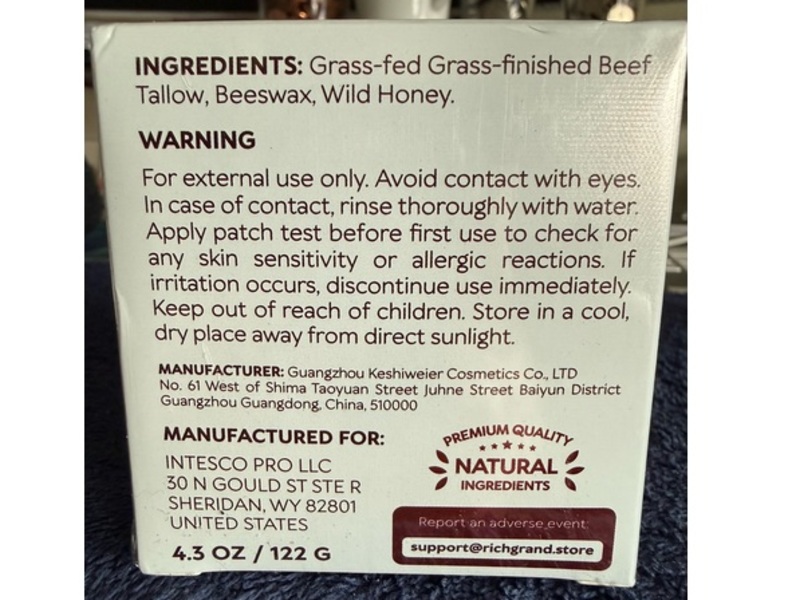 INGREDIENTS: Grass-fed Grass-finished Beef
Tallow, Beeswax, Wild Honey.
WARNING
For external use only. Avoid contact with eyes.
In case of contact, rinse thoroughly with water.
Apply patch test before first use to check for
any skin sensitivity or allergic reactions. If
irritation occurs, discontinue use immediately.
Keep out of reach of children. Store in a cool,
dry place away from direct sunlight.
MANUFACTURER: Guangzhou Keshiweier Cosmetics Co., LTD
No. 61 West of Shima Taoyuan Street Juhne Street Baiyun District
Guangzhou Guangdong, China, 510000
MANUFACTURED FOR:
INTESCO PRO LLC
30 N GOULD ST STE R
SHERIDAN, WY 82801
UNITED STATES
4.3 OZ / 122 G
PREMIUM QUALITY
NATURAL
INGREDIENTS
Report an adverse event:
support@richgrand.store